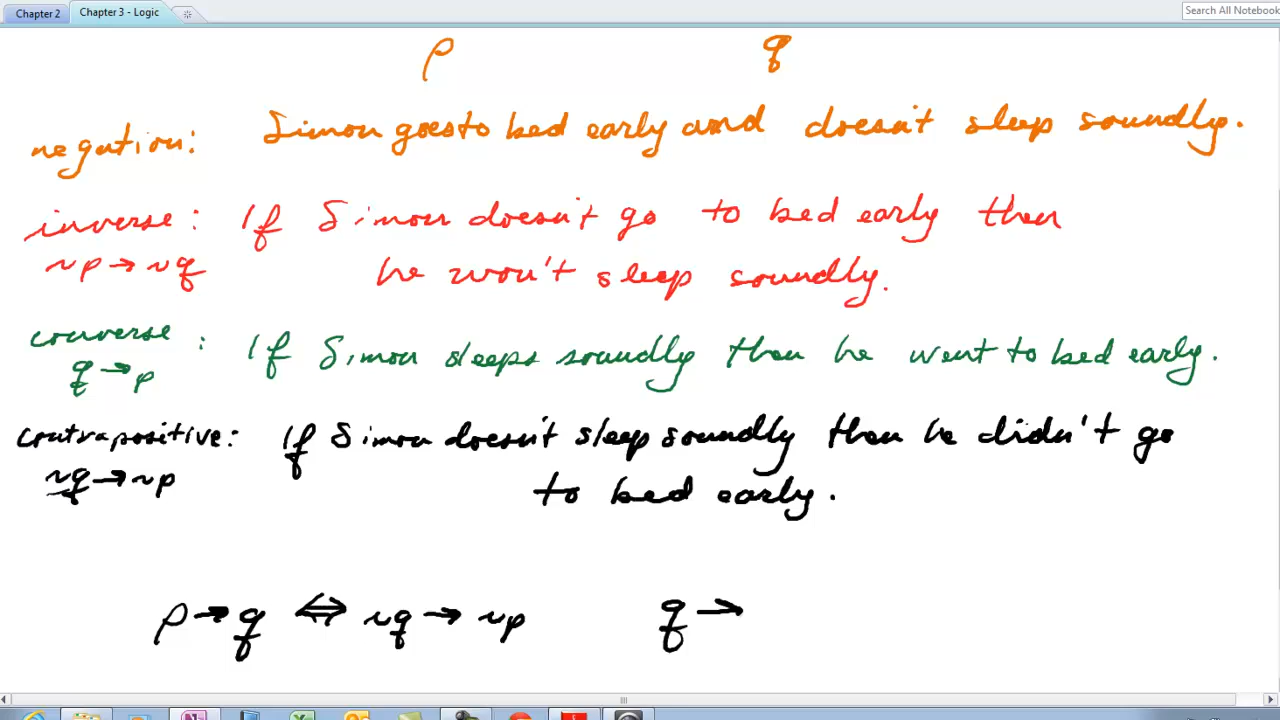 Chapter 2 Chapter 3 - Logic
Search All Notebook
p q
negation: Simon goes to bed early and doesn't sleep soundly.
inverse: If Simon doesn't go to bed early then
~p → ~q he won't sleep soundly.
converse: If Simon sleeps soundly then he went to bed early.
q → p
contrapositive: If Simon doesn't sleep soundly then he didn't go
~q → ~p to bed early.
p → q ⇔ ~q → ~p q →